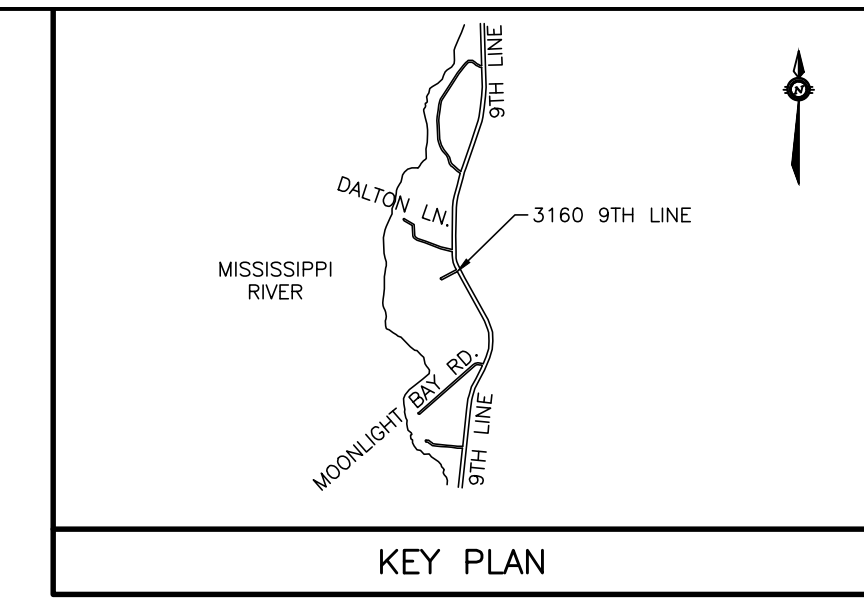 9TH LINE
N
DALTON LN.
3160 9TH LINE
MISSISSIPPI
RIVER
MOONLIGHT BAY RD.
9TH LINE
KEY PLAN